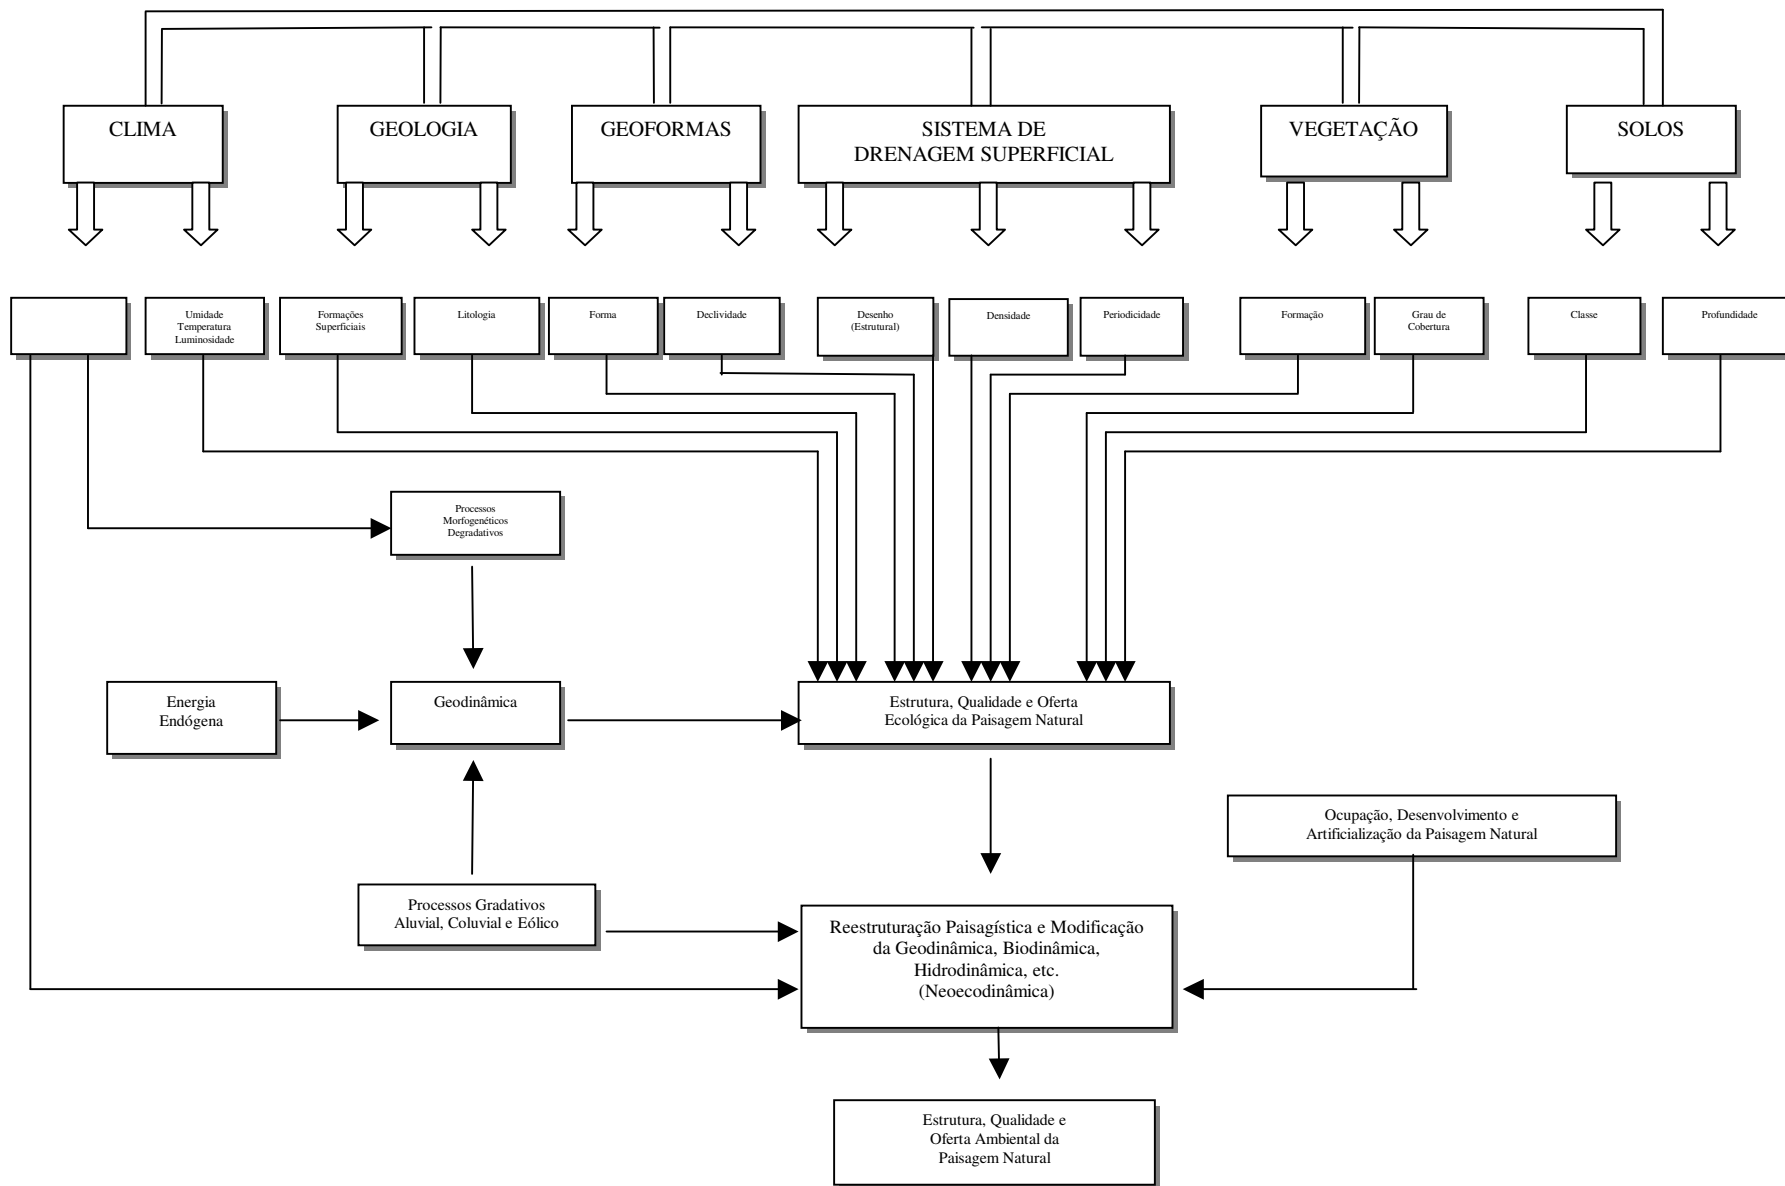 CLIMA
GEOLOGIA
GEOFORMAS
SISTEMA DE
DRENAGEM SUPERFICIAL
VEGETAÇÃO
SOLOS
Umidade
Temperatura
Luminosidade
Formações
Superficiais
Litologia
Forma
Declividade
Desenho
(Estrutural)
Densidade
Periodicidade
Formação
Grau de
Cobertura
Classe
Profundidade
Processos
Morfogenéticos
Degradativos
Energia
Endógena
Geodinâmica
Estrutura, Qualidade e Oferta
Ecológica da Paisagem Natural
Ocupação, Desenvolvimento e
Artificialização da Paisagem Natural
Processos Gradativos
Aluvial, Coluvial e Eólico
Reestruturação Paisagística e Modificação
da Geodinâmica, Biodinâmica,
Hidrodinâmica, etc.
(Neoecodinâmica)
Estrutura, Qualidade e
Oferta Ambiental da
Paisagem Natural